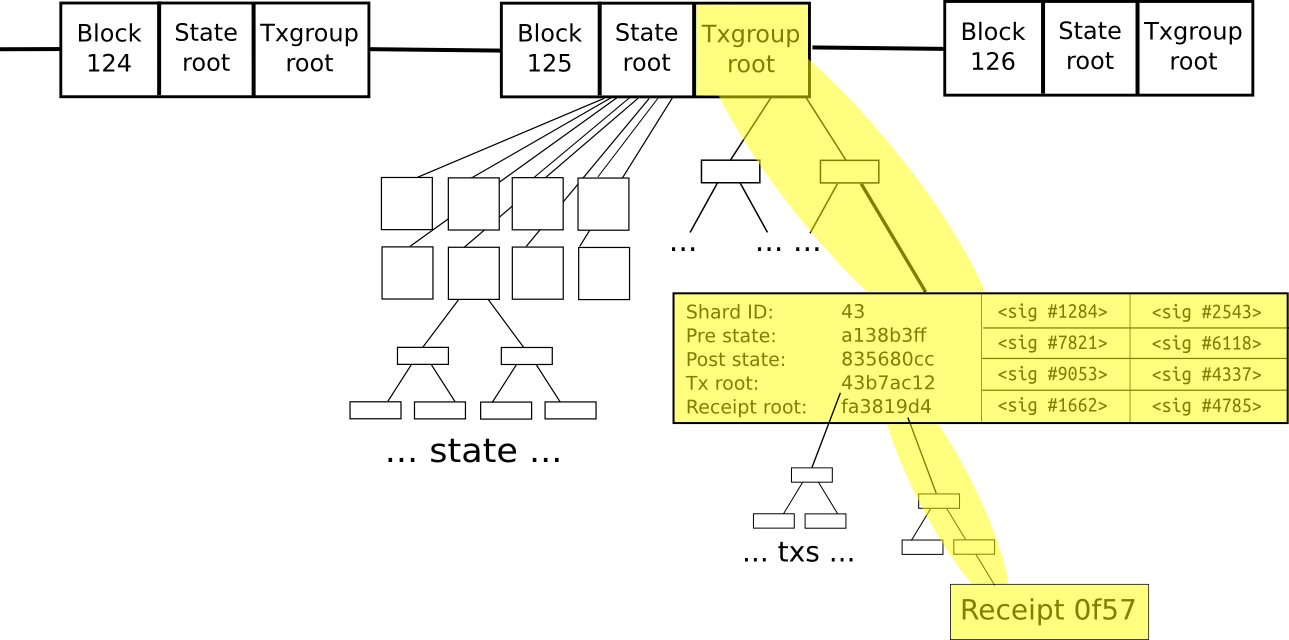 Block 124
State root
Txgroup root
Block 125
State root
Txgroup root
Block 126
State root
Txgroup root
... ... ...
Shard ID: 43 <sig #1284> <sig #2543>
Pre state: a138b3ff <sig #7821> <sig #6118>
Post state: 835680cc <sig #9053> <sig #4337>
Tx root: 43b7ac12
Receipt root: fa3819d4 <sig #1662> <sig #4785>
... state ...
... txs ...
Receipt 0f57